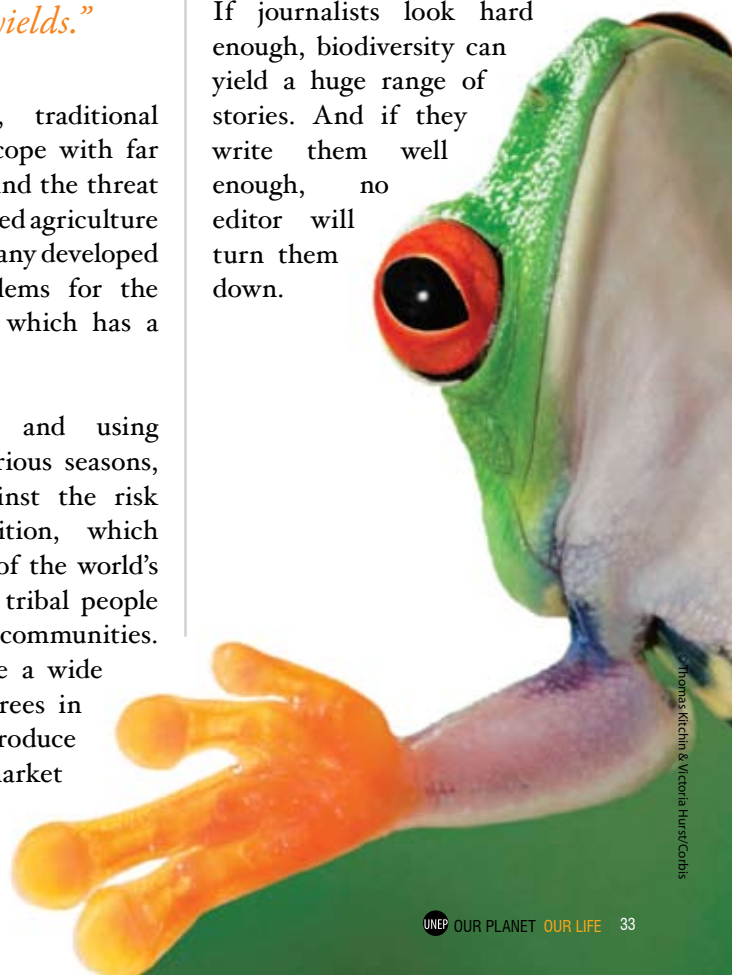 yields.”
, traditional
cope with far
and the threat
ed agriculture
any developed
lems for the
which has a
and using
rious seasons,
inst the risk
ition, which
of the world’s
tribal people
communities.
e a wide
rees in
roduce
arket
If journalists look hard
enough, biodiversity can
yield a huge range of
stories. And if they
write them well
enough, no
editor will
turn them
down.
©Thomas Kitchin & Victoria Hurst/Corbis
UNEP OUR PLANET OUR LIFE 33